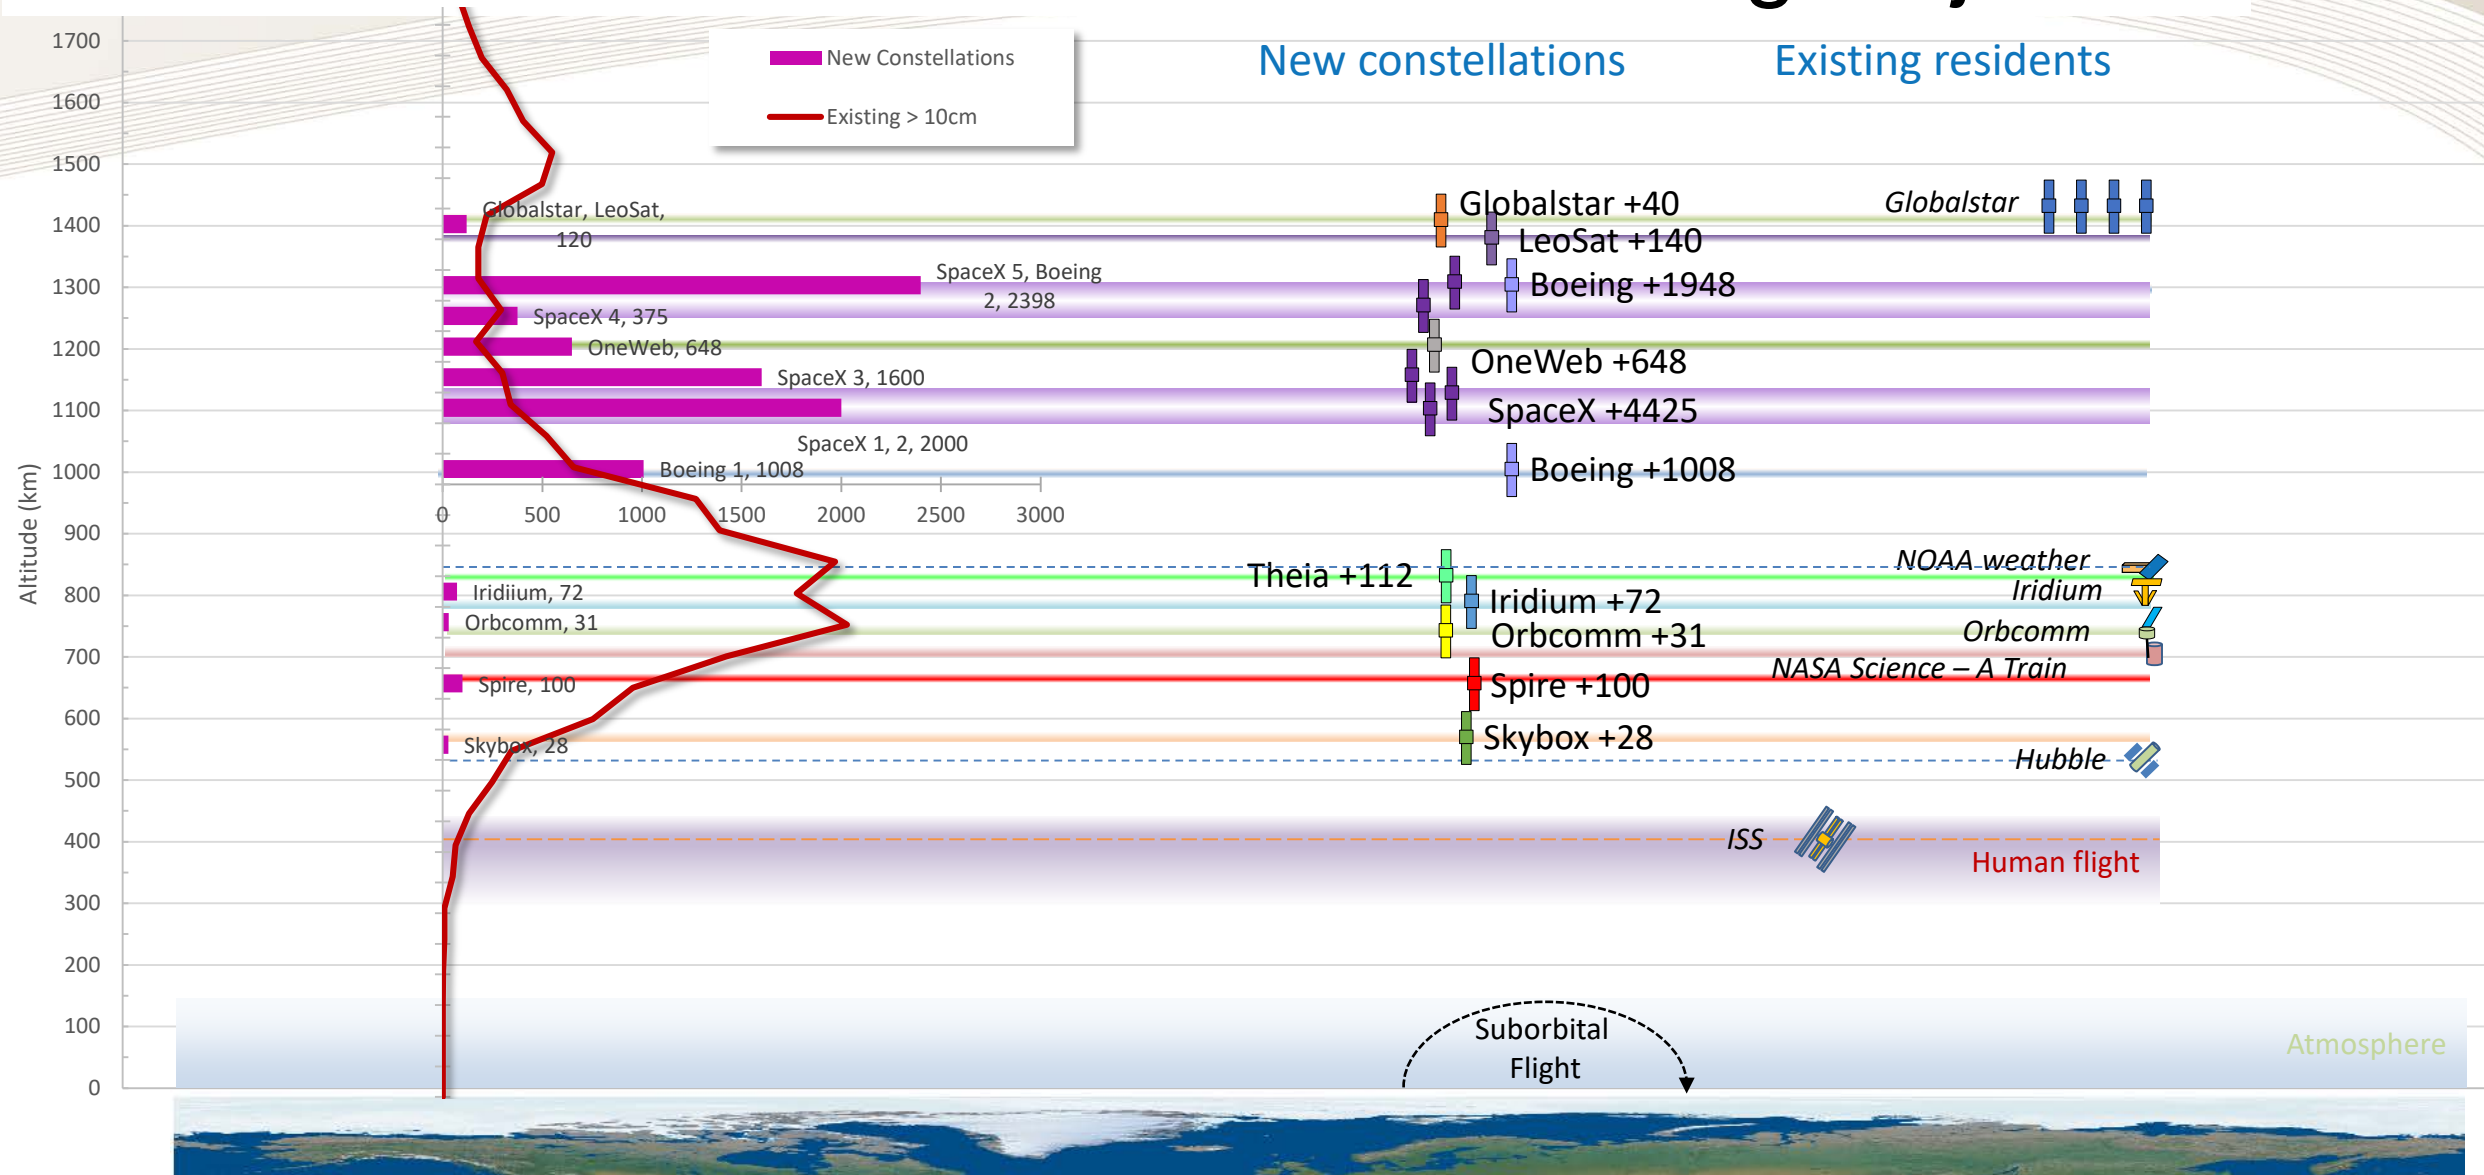 New Constellations
Existing > 10cm
New constellations
Existing residents
Altitude (km)
1700
1600
1500
1400
1300
1200
1100
1000
900
800
700
600
500
400
300
200
100
0
Globalstar, LeoSat,
120
SpaceX 5, Boeing
2, 2398
SpaceX 4, 375
OneWeb, 648
SpaceX 3, 1600
SpaceX 1, 2, 2000
Boeing 1, 1008
0 500 1000 1500 2000 2500 3000
Iridiium, 72
Orbcomm, 31
Spire, 100
Skybox, 28
Globalstar +40
LeoSat +140
Boeing +1948
OneWeb +648
SpaceX +4425
Boeing +1008
Theia +112
Iridium +72
Orbcomm +31
Spire +100
Skybox +28
Globalstar
NOAA weather
Iridium
Orbcomm
NASA Science – A Train
Hubble
ISS
Human flight
Suborbital
Flight
Atmosphere